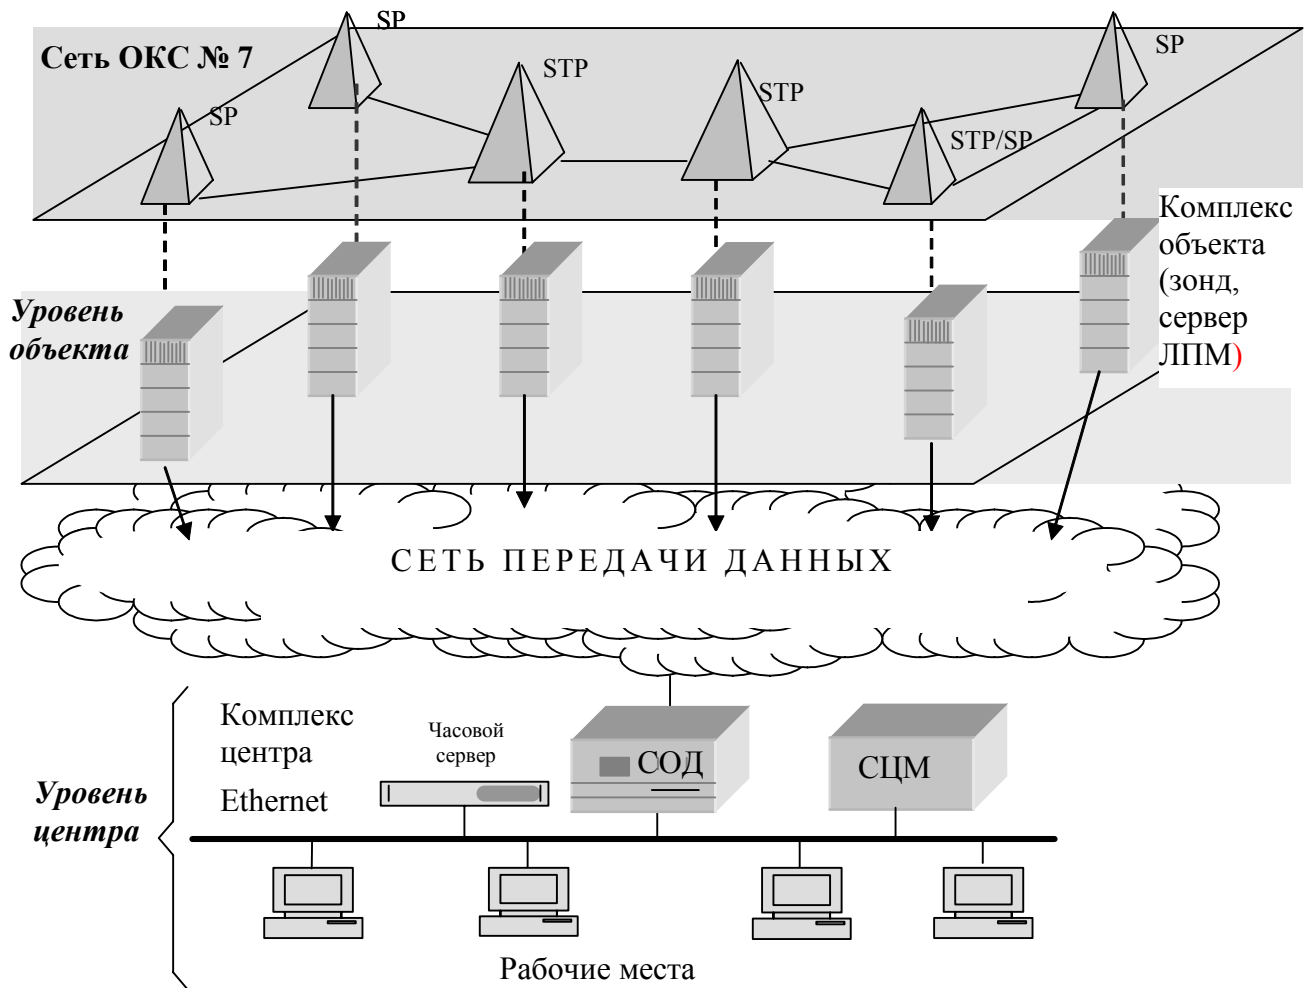 SP
SP
Сеть ОКС № 7
STP
STP
SP
STP/SP
Комплекс
объекта
(зонд,
сервер
ЛПМ)
Уровень
объекта
СЕТЬ ПЕРЕДАЧИ ДАННЫХ
Комплекс
центра
Ethernet
Часовой
сервер
СОД
СЦМ
Уровень
центра
Рабочие места